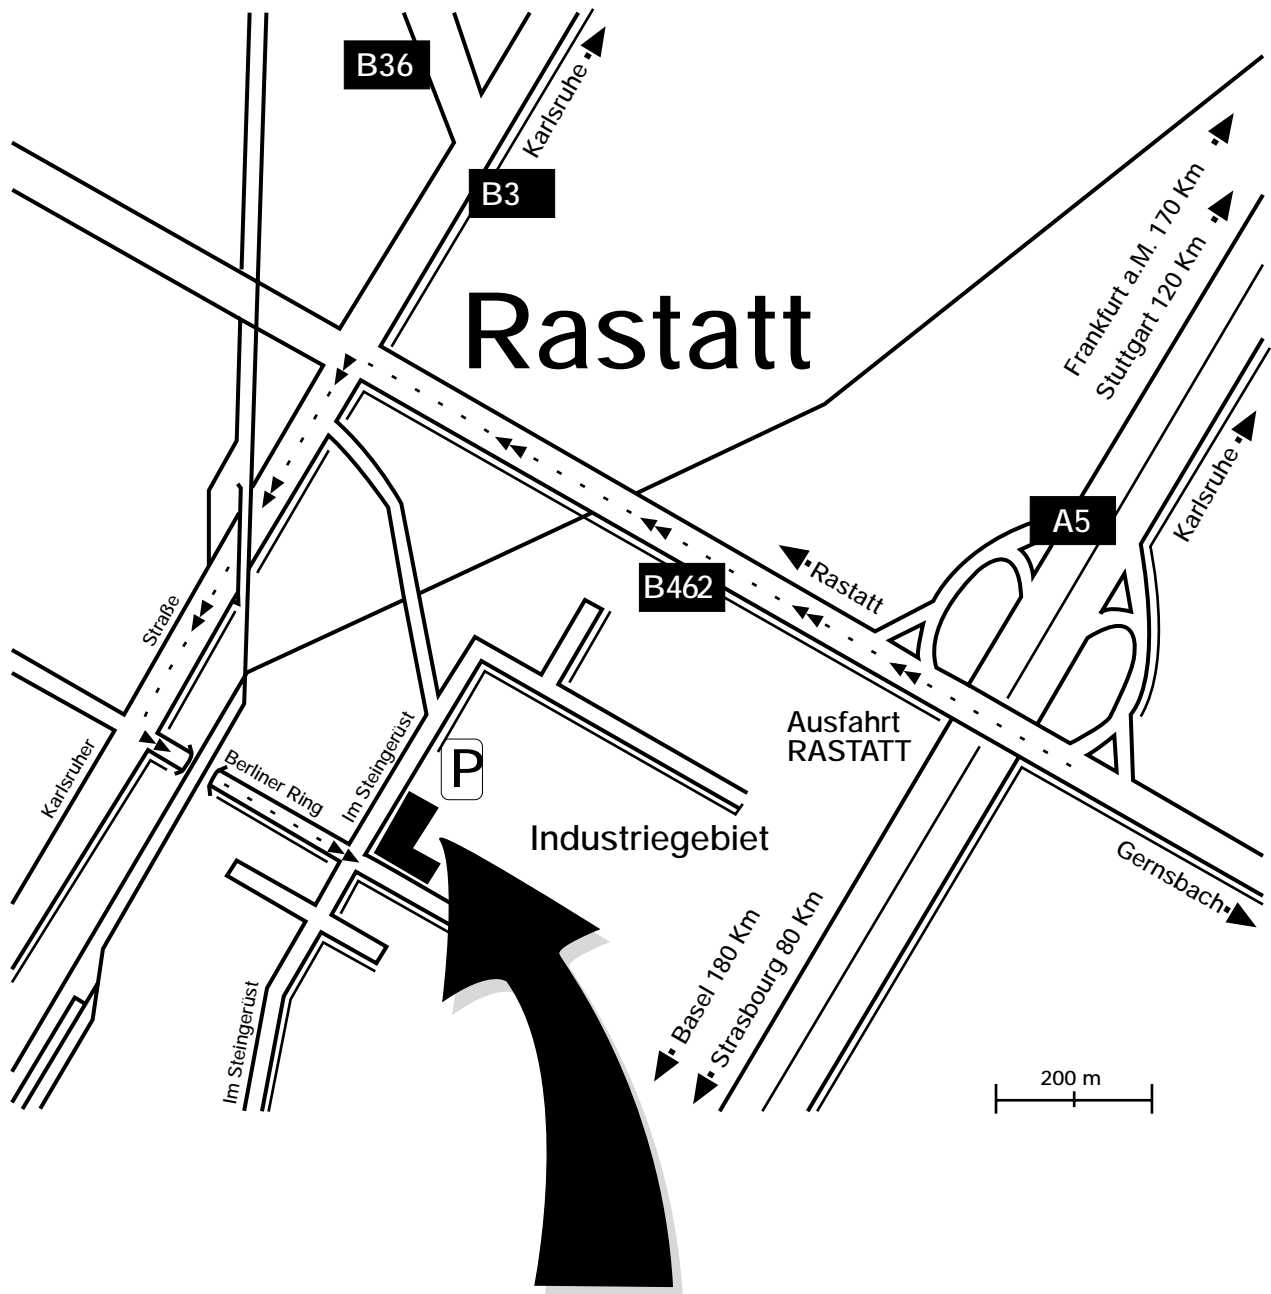 B36
Karlsruhe
B3
Frankfurt a.M. 170 Km
Stuttgart 120 Km
Rastatt
Karlsruhe
A5
B462
Rastatt
Straße
Ausfahrt
RASTATT
Karlsruher
Berliner Ring
Im Steingerüst
P
Industriegebiet
Gernsbach
Basel 180 Km
Strasbourg 80 Km
Im Steingerüst
200 m